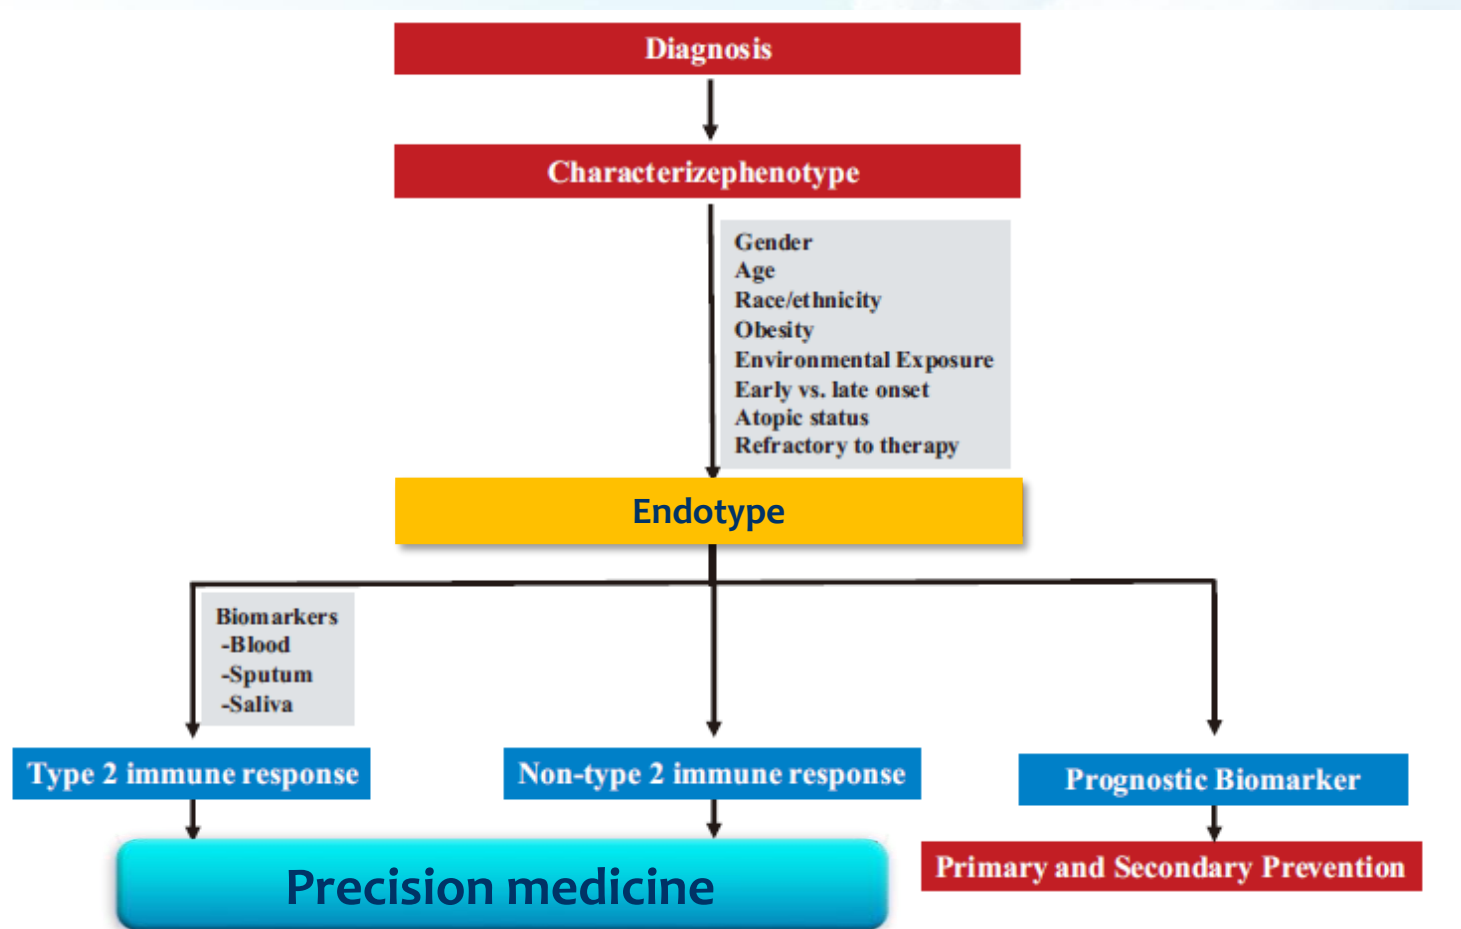 Diagnosis
Characterizephenotype
Gender
Age
Race/ethnicity
Obesity
Environmental Exposure
Early vs. late onset
Atopic status
Refractory to therapy
Endotype
Biomarkers
-Blood
-Sputum
-Saliva
Type 2 immune response
Non-type 2 immune response
Prognostic Biomarker
Precision medicine
Primary and Secondary Prevention